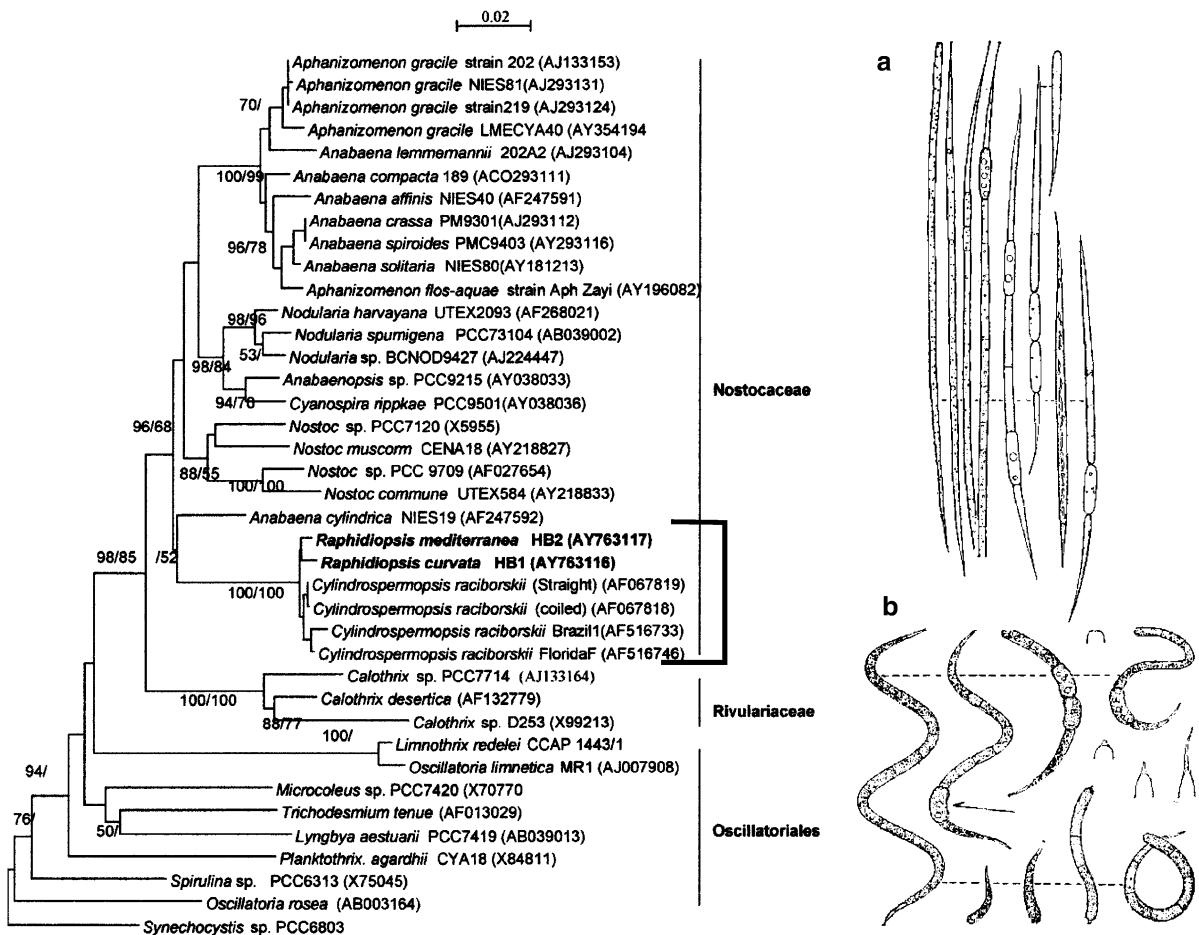 0.02
Aphanizomenon gracile strain 202 (AJ133153)
Aphanizomenon gracile NIES81(AJ293131)
Aphanizomenon gracile strain219 (AJ293124)
70/
Aphanizomenon gracile LMECYA40 (AY354194
Anabaena lemmemannii 202A2 (AJ293104)
100/99
Anabaena compacta 189 (ACO293111)
Anabaena affinis NIES40 (AF247591)
Anabaena crassa PM9301(AJ293112)
96/78
Anabaena spiroides PMC9403 (AY293116)
Anabaena solitaria NIES80(AY181213)
Aphanizomenon flos-aquae strain Aph Zayi (AY196082)
98/96
Nodularia harvayana UTEX2093 (AF268021)
Nodularia spumigena PCC73104 (AB039002)
53/
Nodularia sp. BCNOD9427 (AJ224447)
98/84
Anabaenopsis sp. PCC9215 (AY038033)
94/70
Cyanospira rippkae PCC9501(AY038036)
Nostocaceae
96/68
Nostoc sp. PCC7120 (X5955)
Nostoc muscorm CENA18 (AY218827)
88/55
Nostoc sp. PCC 9709 (AF027654)
100/100
Nostoc commune UTEX584 (AY218833)
Anabaena cylindrica NIES19 (AF247592)
98/85
/52
Raphidiopsis mediterranea HB2 (AY763117)
Raphidiopsis curvata HB1 (AY763116)
100/100
Cylindrospermopsis raciborskii (Straight) (AF067819)
Cylindrospermopsis raciborskii (coiled) (AF067818)
Cylindrospermopsis raciborskii Brazil1(AF516733)
Cylindrospermopsis raciborskii FloridaF (AF516746)
Calothrix sp. PCC7714 (AJ133164)
100/100
Calothrix desertica (AF132779)
88/77
Calothrix sp. D253 (X99213)
Rivulariaceae
100/
Limnothrix redelei CCAP 1443/1
Oscillatoria limnetica MR1 (AJ007908)
94/
Microcoleus sp. PCC7420 (X70770
Trichodesmium tenue (AF013029)
76/
50/
Lyngbya aestuarii PCC7419 (AB039013)
Oscillatoriales
Planktothrix. agardhii CYA18 (X84811)
Spirulina sp. PCC6313 (X75045)
Oscillatoria rosea (AB003164)
Synechocystis sp. PCC6803
a
b